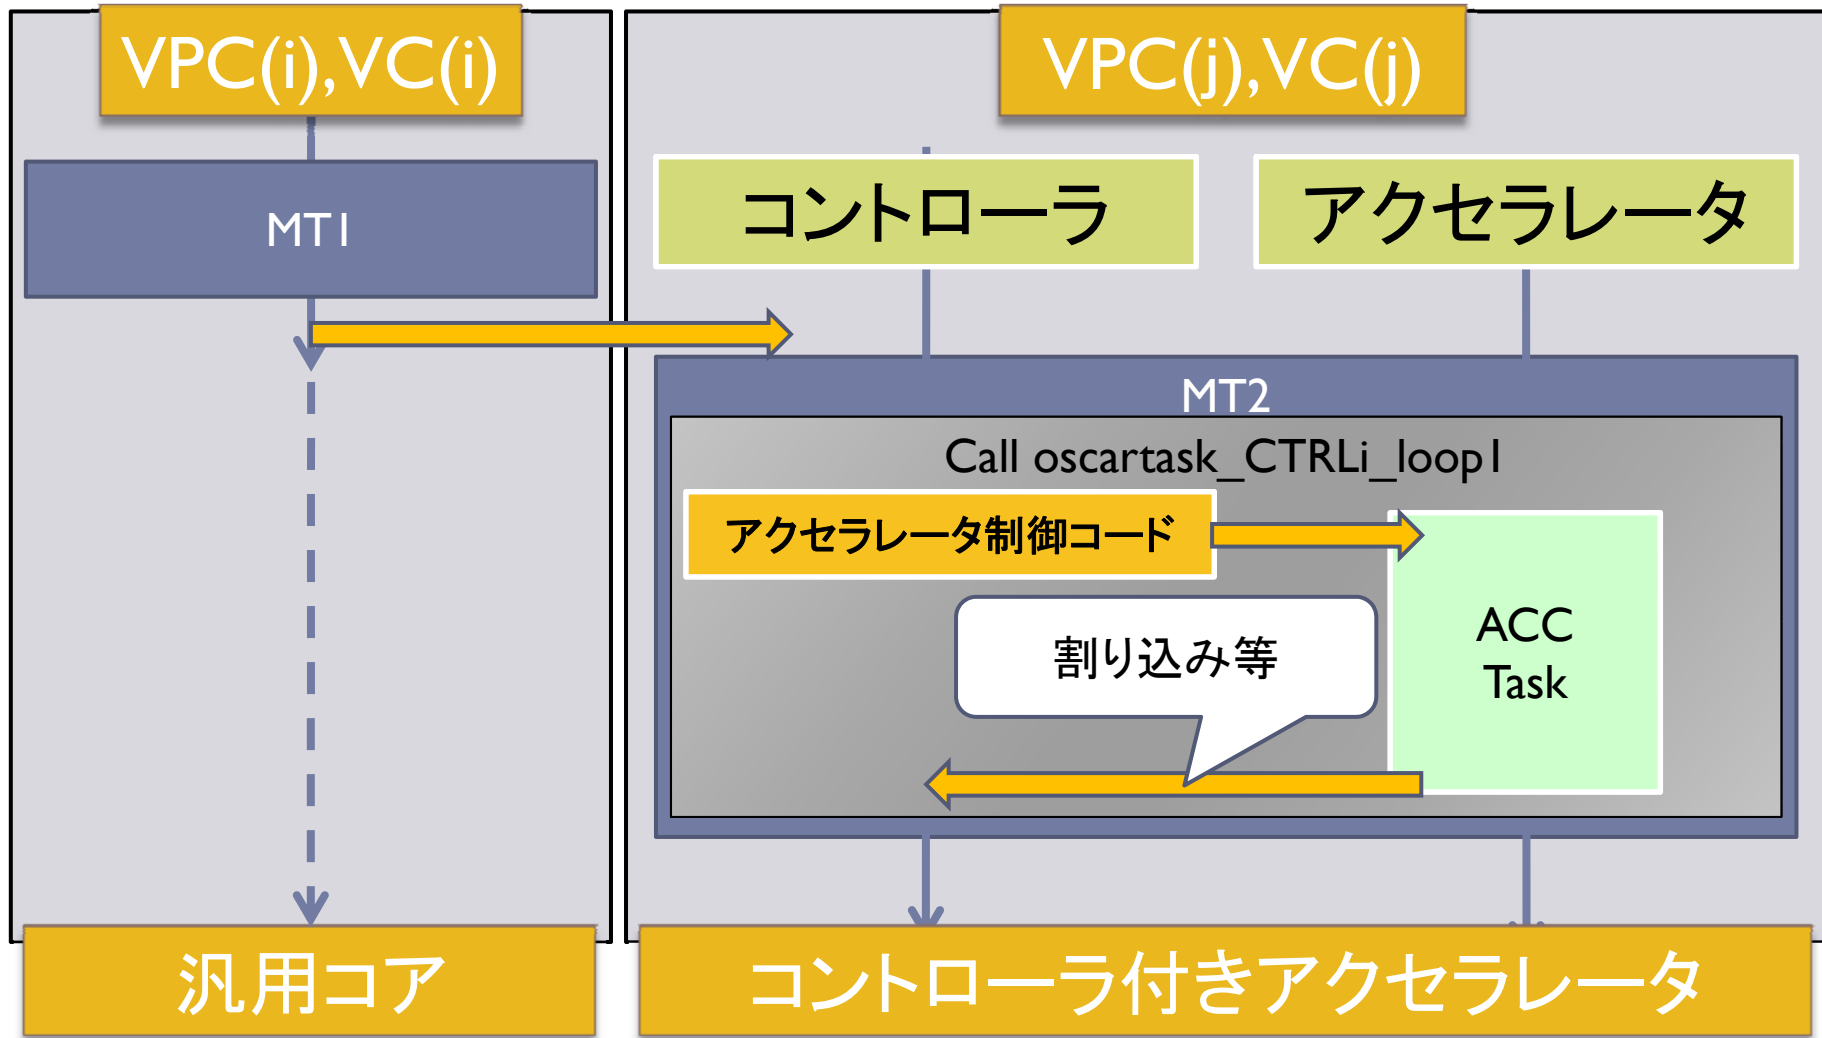 VPC(i),VC(i)
VPC(j),VC(j)
MT1
コントローラ
アクセラレータ
MT2
Call oscartask_CTRLi_loop1
アクセラレータ制御コード
割り込み等
ACC
Task
汎用コア
コントローラ付きアクセラレータ